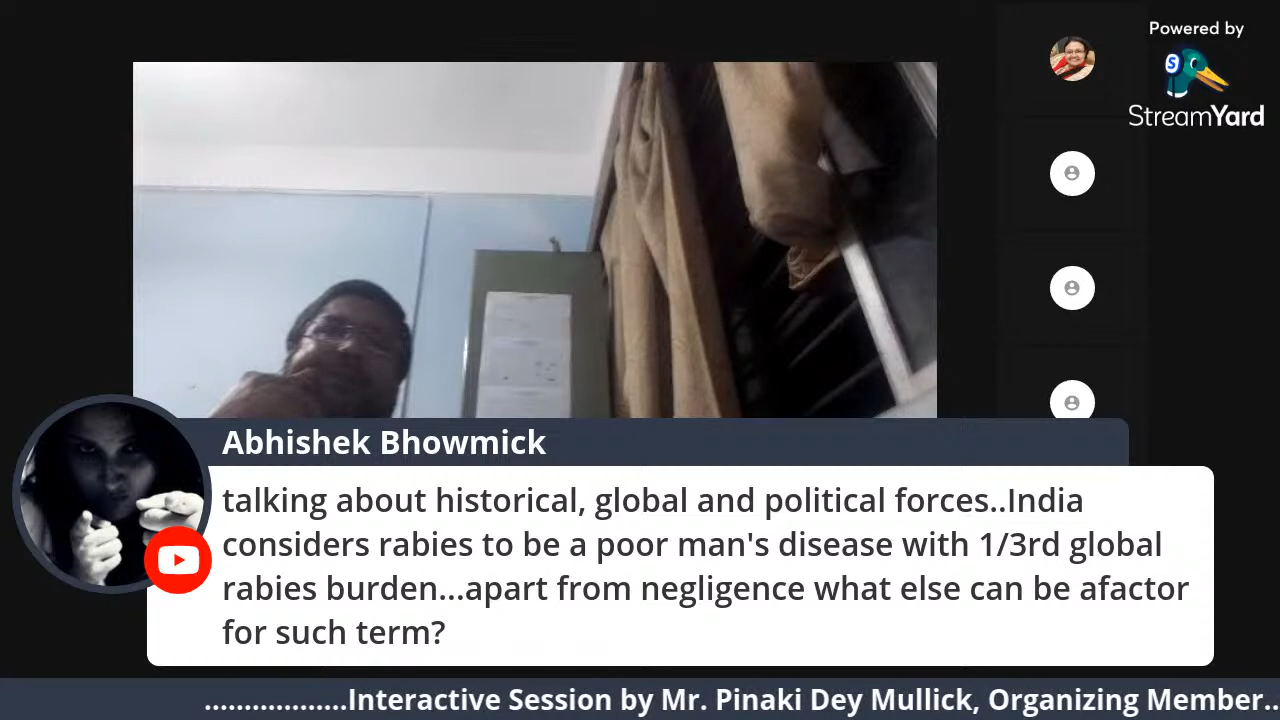 Powered by
StreamYard
Abhishek Bhowmick
talking about historical, global and political forces..India
considers rabies to be a poor man's disease with 1/3rd global
rabies burden...apart from negligence what else can be afactor
for such term?
..................Interactive Session by Mr. Pinaki Dey Mullick, Organizing Member..